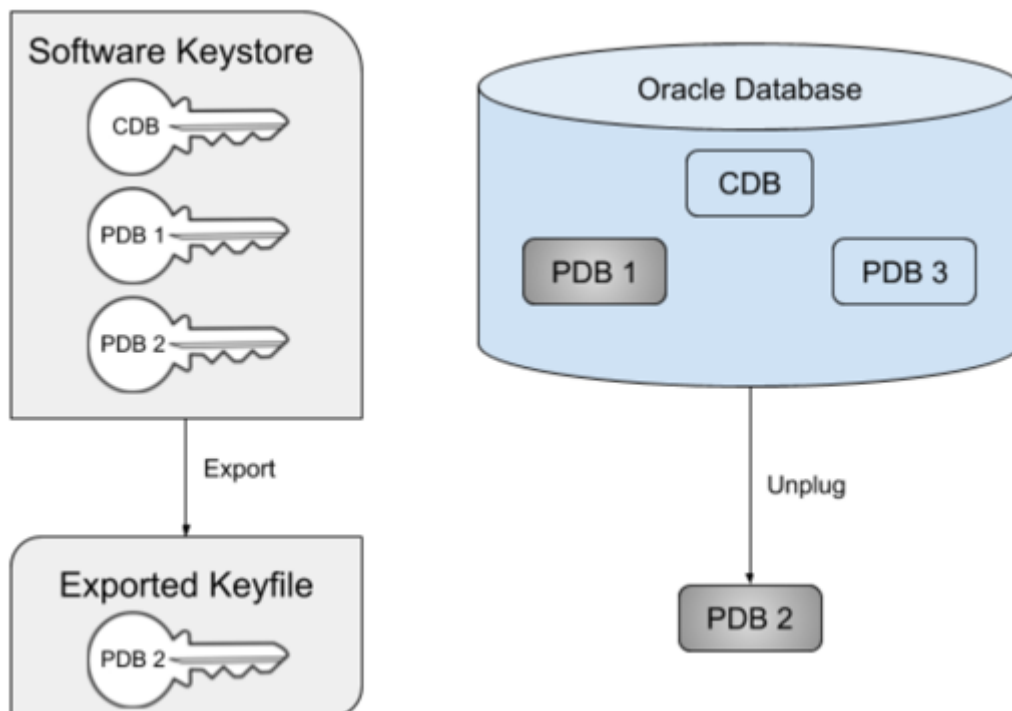 Software Keystore
CDB
PDB 1
PDB 2
Export
Exported Keyfile
PDB 2
Oracle Database
CDB
PDB 1
PDB 3
Unplug
PDB 2